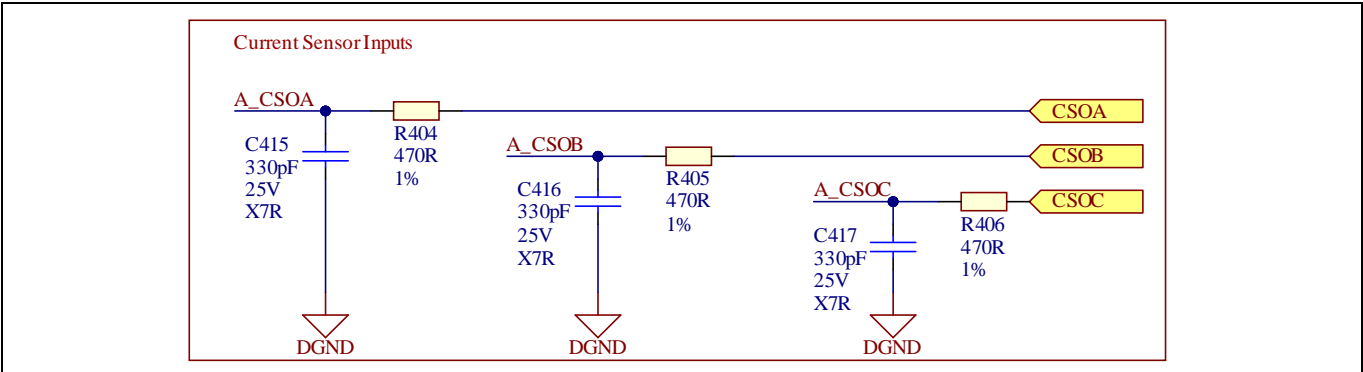 Current Sensor Inputs
A_CSOA
CSOA
R404
470R
1%
C415
330pF
25V
X7R
A_CSOB
CSOB
R405
470R
1%
C416
330pF
25V
X7R
A_CSOC
CSOC
R406
470R
1%
C417
330pF
25V
X7R
DGND
DGND
DGND